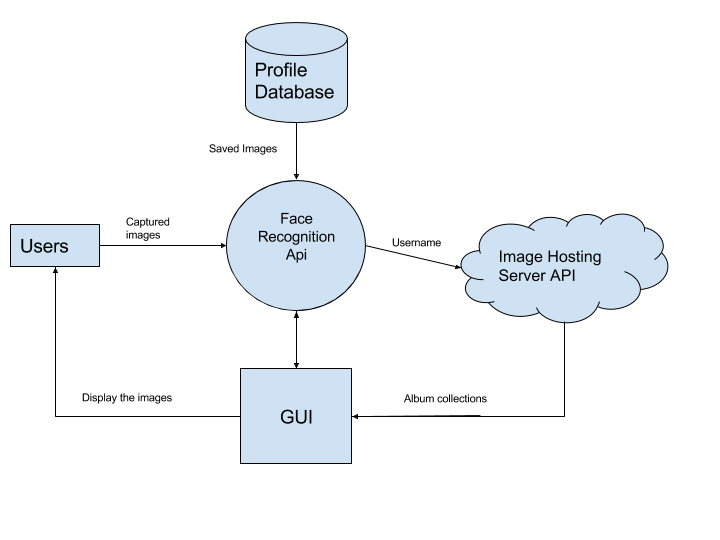 Profile
Database
Saved Images
Face
Recognition
Api
Captured
images
Users
Username
Image Hosting
Server API
Display the images
Album collections
GUI